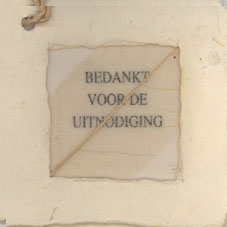 BEDANKT
VOOR DE
UITNODIGING